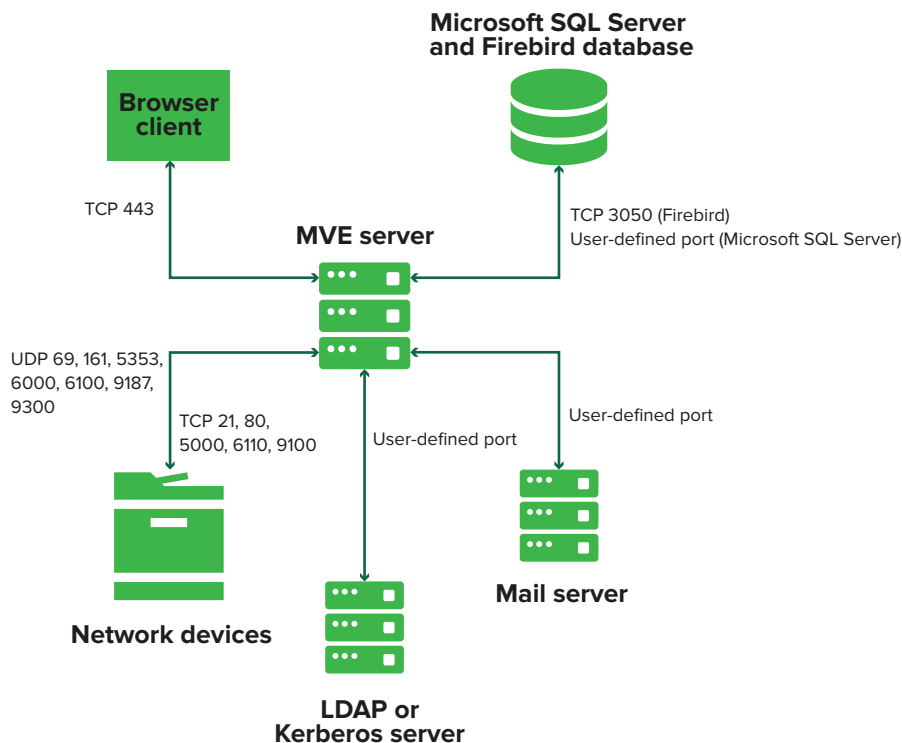 Microsoft SQL Server
and Firebird database
Browser
client
TCP 443
TCP 3050 (Firebird)
User-defined port (Microsoft SQL Server)
MVE server
UDP 69, 161, 5353,
6000, 6100, 9187,
9300
TCP 21, 80,
5000, 6110, 9100
User-defined port
User-defined port
Network devices
Mail server
LDAP or
Kerberos server